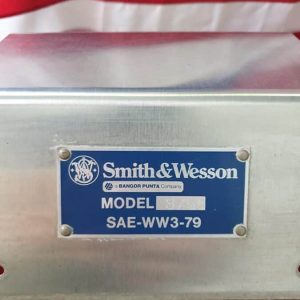 Smith & Wesson
a BANGOR PUNTA Company
MODEL
SAE-WW3-79